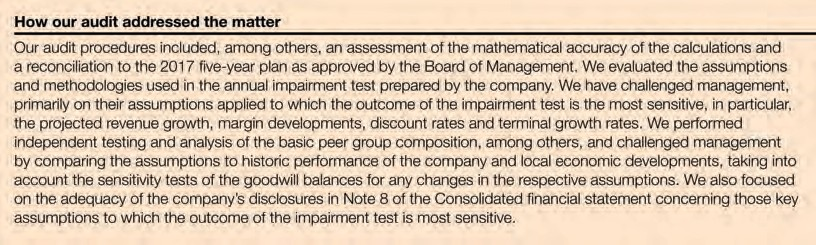 How our audit addressed the matter
Our audit procedures included, among others, an assessment of the mathematical accuracy of the calculations and
a reconciliation to the 2017 five-year plan as approved by the Board of Management. We evaluated the assumptions
and methodologies used in the annual impairment test prepared by the company. We have challenged management,
primarily on their assumptions applied to which the outcome of the impairment test is the most sensitive, in particular,
the projected revenue growth, margin developments, discount rates and terminal growth rates. We performed
independent testing and analysis of the basic peer group composition, among others, and challenged management
by comparing the assumptions to historic performance of the company and local economic developments, taking into
account the sensitivity tests of the goodwill balances for any changes in the respective assumptions. We also focused
on the adequacy of the company's disclosures in Note 8 of the Consolidated financial statement concerning those key
assumptions to which the outcome of the impairment test is most sensitive.